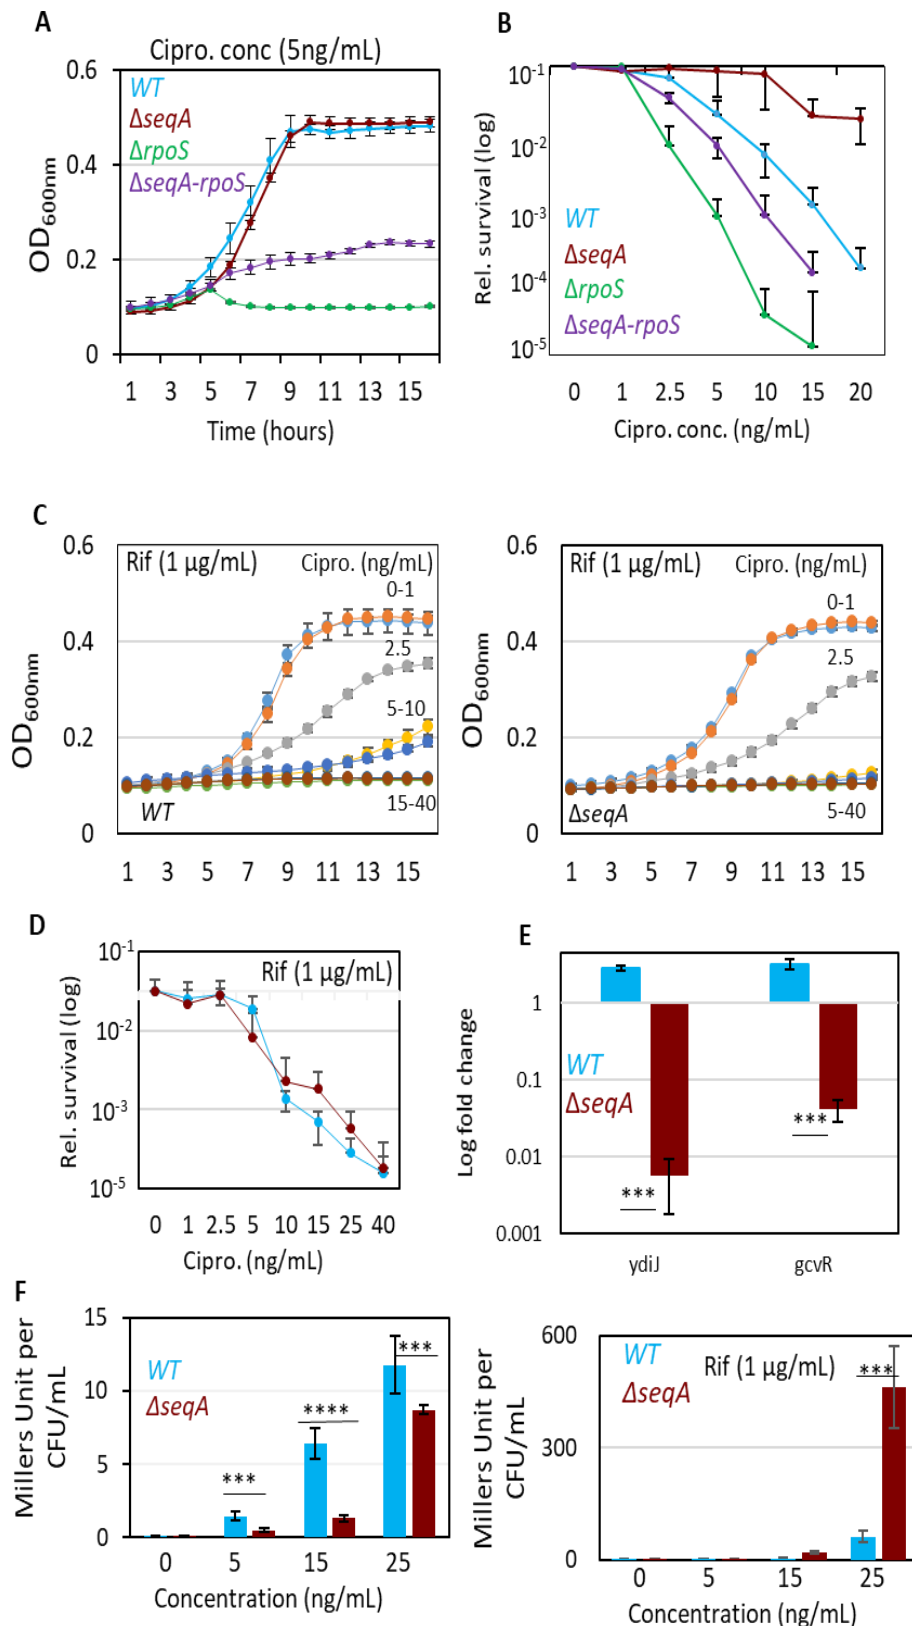 A
Cipro. conc (5ng/mL)
0.6
0.4
0.2
0
OD600nm
WT
ΔseqA
ΔrpoS
ΔseqA-rpoS
1 3 5 7 9 11 13 15
Time (hours)
B
10-1
10-2
10-3
10-4
10-5
Rel. survival (log)
WT
ΔseqA
ΔrpoS
ΔseqA-rpoS
0 1 2.5 5 10 15 20
Cipro. conc. (ng/mL)
C
0.6
0.4
0.2
0
OD600nm
Rif (1 µg/mL)
Cipro. (ng/mL)
0-1
2.5
5-10
15-40
WT
1 3 5 7 9 11 13 15
0.6
0.4
0.2
0
OD600nm
Rif (1 µg/mL)
Cipro. (ng/mL)
0-1
2.5
5-40
ΔseqA
1 3 5 7 9 11 13 15
D
10-1
10-2
10-3
10-5
Rel. survival (log)
Rif (1 µg/mL)
0 1 2.5 5 10 15 25 40
Cipro. (ng/mL)
E
1
0.1
0.01
0.001
Log fold change
WT
ΔseqA
***
***
ydiJ gcvR
F
15
10
5
0
Millers Unit per
CFU/mL
WT
ΔseqA
***
****
***
0 5 15 25
Concentration (ng/mL)
600
300
0
Millers Unit per
CFU/mL
WT
ΔseqA
Rif (1 µg/mL)
***
0 5 15 25
Concentration (ng/mL)